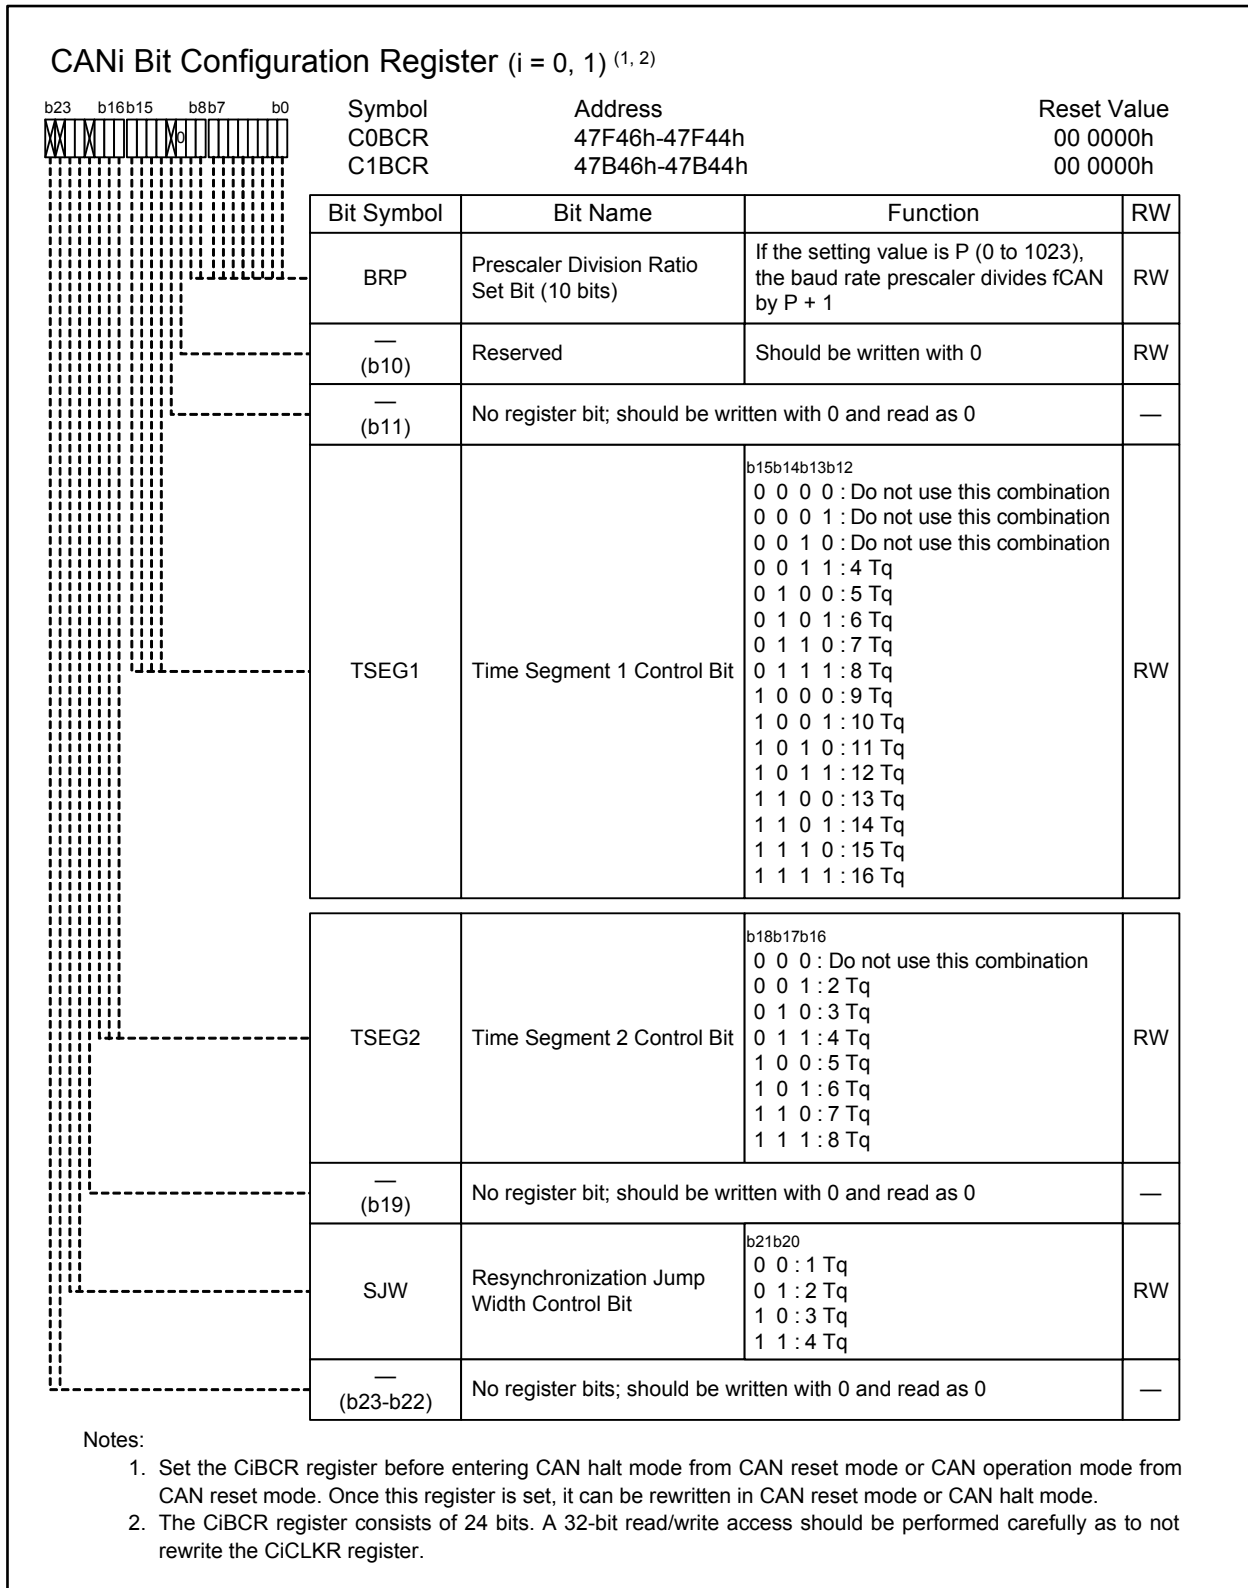 CANi Bit Configuration Register (i = 0, 1) (1, 2)
b23 b16b15 b8b7 b0
0
Symbol Address Reset Value
C0BCR 47F46h-47F44h 00 0000h
C1BCR 47B46h-47B44h 00 0000h
Bit Symbol Bit Name Function RW
BRP
Prescaler Division Ratio
Set Bit (10 bits)
If the setting value is P (0 to 1023),
the baud rate prescaler divides fCAN
by P + 1
RW
—
(b10)
Reserved
Should be written with 0
RW
—
(b11)
No register bit; should be written with 0 and read as 0
—
TSEG1
Time Segment 1 Control Bit
b15b14b13b12
0 0 0 0 : Do not use this combination
0 0 0 1 : Do not use this combination
0 0 1 0 : Do not use this combination
0 0 1 1 : 4 Tq
0 1 0 0 : 5 Tq
0 1 0 1 : 6 Tq
0 1 1 0 : 7 Tq
0 1 1 1 : 8 Tq
1 0 0 0 : 9 Tq
1 0 0 1 : 10 Tq
1 0 1 0 : 11 Tq
1 0 1 1 : 12 Tq
1 1 0 0 : 13 Tq
1 1 0 1 : 14 Tq
1 1 1 0 : 15 Tq
1 1 1 1 : 16 Tq
RW
TSEG2
Time Segment 2 Control Bit
b18b17b16
0 0 0 : Do not use this combination
0 0 1 : 2 Tq
0 1 0 : 3 Tq
0 1 1 : 4 Tq
1 0 0 : 5 Tq
1 0 1 : 6 Tq
1 1 0 : 7 Tq
1 1 1 : 8 Tq
RW
—
(b19)
No register bit; should be written with 0 and read as 0
—
SJW
Resynchronization Jump
Width Control Bit
b21b20
0 0 : 1 Tq
0 1 : 2 Tq
1 0 : 3 Tq
1 1 : 4 Tq
RW
—
(b23-b22)
No register bits; should be written with 0 and read as 0
—
Notes:
1. Set the CiBCR register before entering CAN halt mode from CAN reset mode or CAN operation mode from
CAN reset mode. Once this register is set, it can be rewritten in CAN reset mode or CAN halt mode.
2. The CiBCR register consists of 24 bits. A 32-bit read/write access should be performed carefully as to not
rewrite the CiCLKR register.